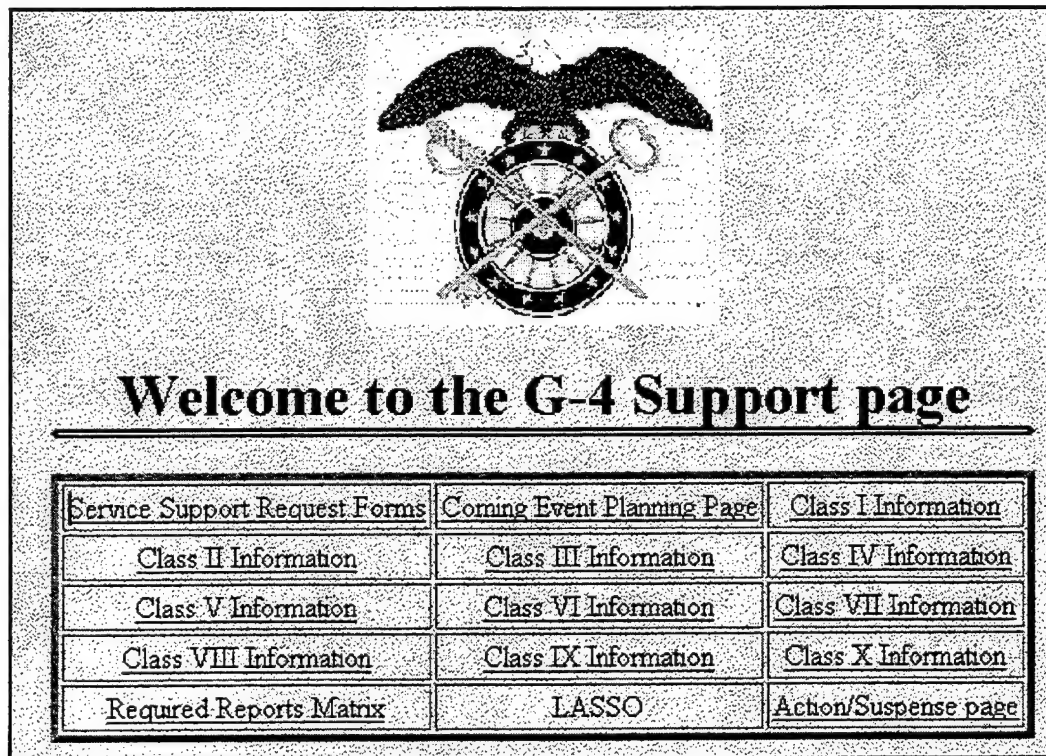 Welcome to the G-4 Support page
Service Support Request Forms Coming Event Planning Page Class I Information
Class II Information Class III Information Class IV Information
Class V Information Class VI Information Class VII Information
Class VIII Information Class IX Information Class X Information
Required Reports Matrix LASSO Action/Suspense page